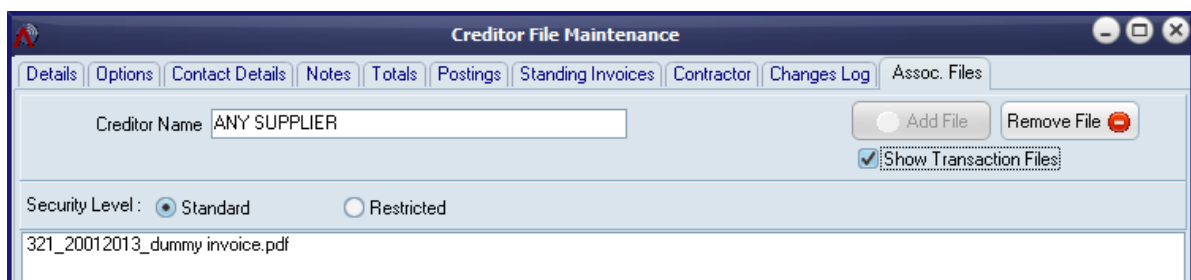 Creditor File Maintenance
Details Options Contact Details Notes Totals Postings Standing Invoices Contractor Changes Log Assoc. Files
Creditor Name ANY SUPPLIER Add File Remove File
Show Transaction Files
Security Level : Standard Restricted
321_20012013_dummy invoice.pdf